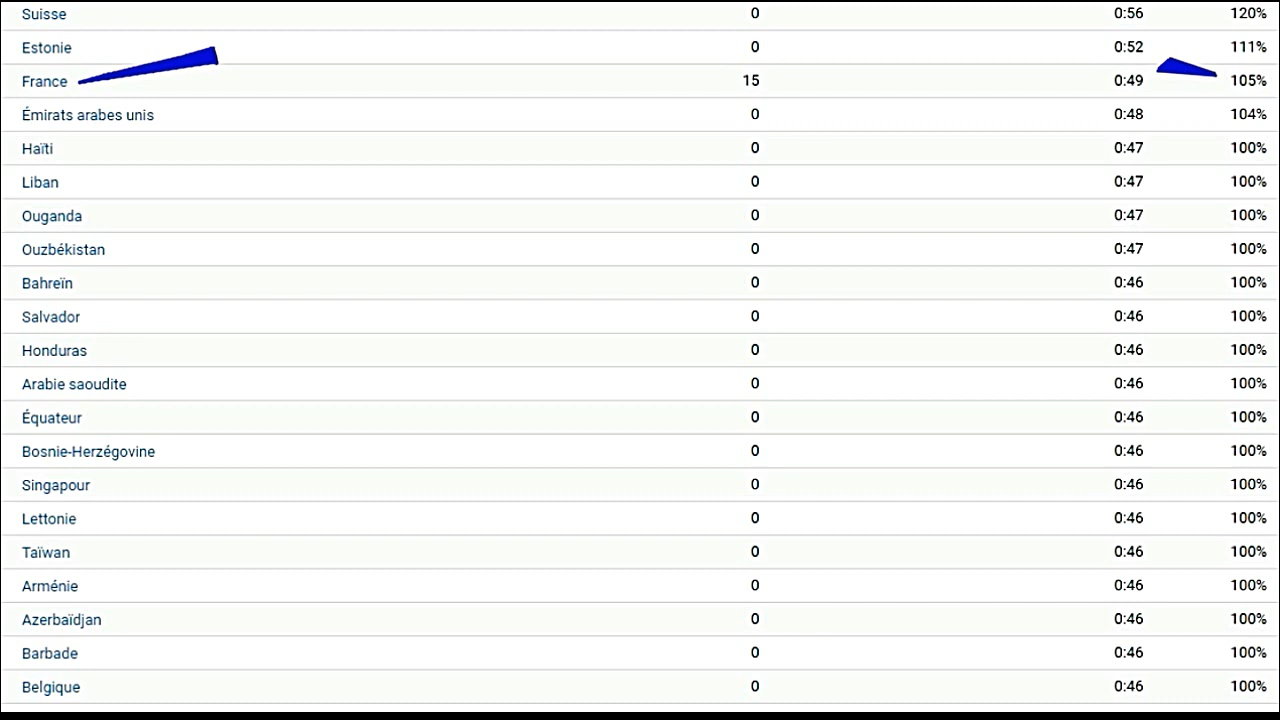 Suisse 0 0:56 120%
Estonie 0 0:52 111%
France 15 0:49 105%
Émirats arabes unis 0 0:48 104%
Haïti 0 0:47 100%
Liban 0 0:47 100%
Ouganda 0 0:47 100%
Ouzbékistan 0 0:47 100%
Bahreïn 0 0:46 100%
Salvador 0 0:46 100%
Honduras 0 0:46 100%
Arabie saoudite 0 0:46 100%
Équateur 0 0:46 100%
Bosnie-Herzégovine 0 0:46 100%
Singapour 0 0:46 100%
Lettonie 0 0:46 100%
Taïwan 0 0:46 100%
Arménie 0 0:46 100%
Azerbaïdjan 0 0:46 100%
Barbade 0 0:46 100%
Belgique 0 0:46 100%